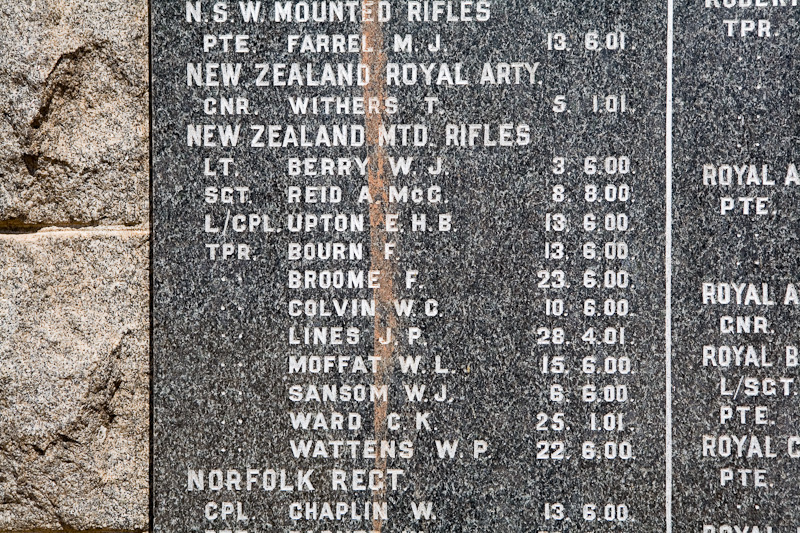 N.S.W. MOUNTED RIFLES
PTE. FARREL M. J. 13. 6.01.
NEW ZEALAND ROYAL ARTY.
GNR. WITHERS T. 5. 1.01.
NEW ZEALAND MTD. RIFLES
LT. BERRY W. J. 3. 6.00.
SGT. REID A. McG. 8. 8.00.
L/CPL. UPTON E. H. B. 13. 6.00.
TPR. BOURN F. 13. 6.00.
BROOME F. 23. 6.00.
COLVIN W. G. 10. 6.00.
LINES J. P. 28. 4.01.
MOFFAT W. L. 15. 6.00.
SANSOM W. J. 6. 6.00.
WARD C. K. 25. 1.01.
WATTENS W. P. 22. 6.00.
NORFOLK REGT.
CPL. CHAPLIN W. 13. 6.00.
TPR.
ROYAL A
PTE.
ROYAL A
GNR.
ROYAL B
L/SGT.
PTE.
ROYAL C
PTE.